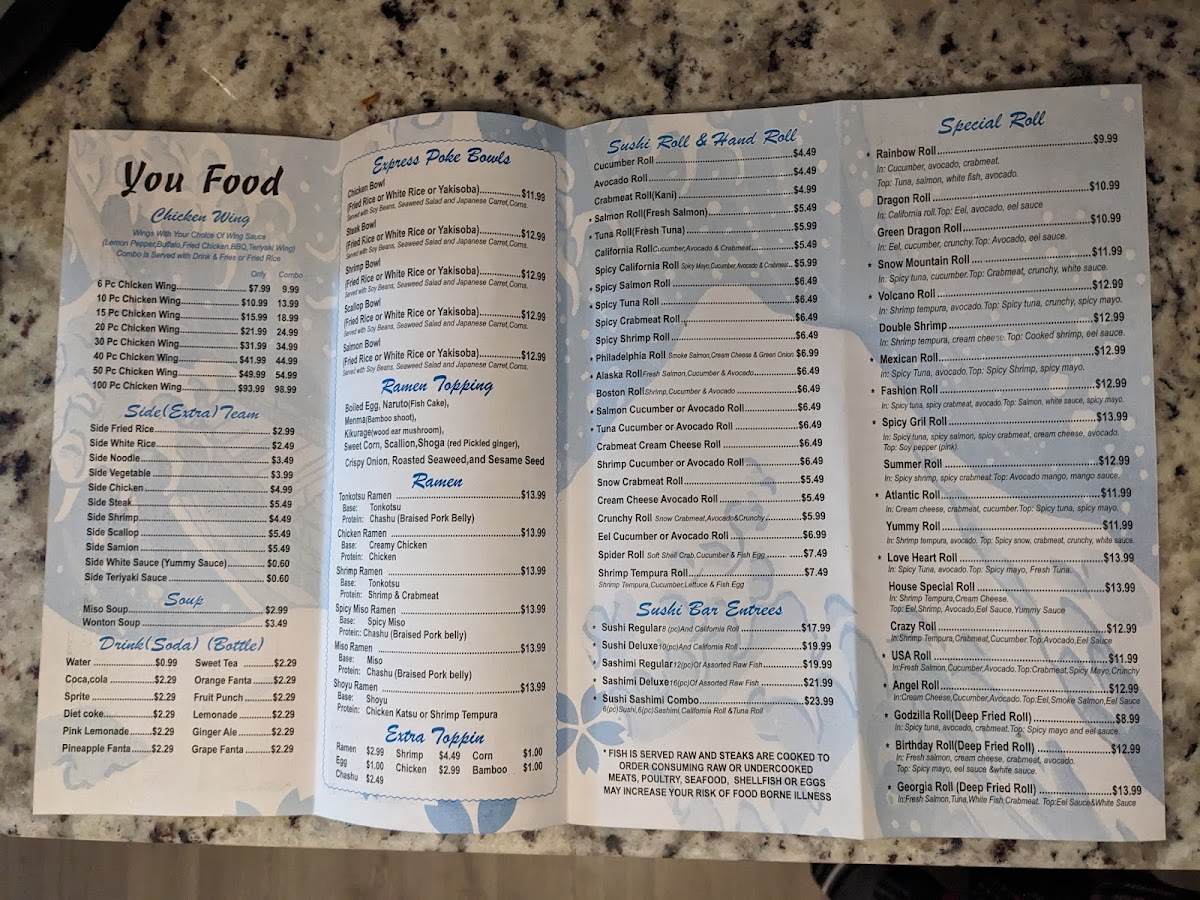 You Food
Chicken Wing
Wings With Your Choice Of Wing Sauce
(Lemon Pepper,Buffalo,Fried Chicken,BBQ,Teriyaki Wing)
Combo is Served with Drink & Fries or Fried Rice
Only Combo
6 Pc Chicken Wing $7.99 9.99
10 Pc Chicken Wing $10.99 13.99
15 Pc Chicken Wing $15.99 18.99
20 Pc Chicken Wing $21.99 24.99
30 Pc Chicken Wing $31.99 34.99
40 Pc Chicken Wing $41.99 44.99
50 Pc Chicken Wing $49.99 54.99
100 Pc Chicken Wing $93.99 98.99
Side(Extra)Team
Side Fried Rice $2.99
Side White Rice $2.49
Side Noodle $3.49
Side Vegetable $3.99
Side Chicken $4.99
Side Steak $5.49
Side Shrimp $4.49
Side Scallop $5.49
Side Samlon $5.49
Side White Sauce (Yummy Sauce) $0.60
Side Teriyaki Sauce $0.60
Soup
Miso Soup $2.99
Wonton Soup $3.49
Drink(Soda) (Bottle)
Water $0.99 Sweet Tea $2.29
Coca,cola $2.29 Orange Fanta $2.29
Sprite $2.29 Fruit Punch $2.29
Diet coke $2.29 Lemonade $2.29
Pink Lemonade $2.29 Ginger Ale $2.29
Pineapple Fanta $2.29 Grape Fanta $2.29
Express Poke Bowls
Chicken Bowl
(Fried Rice or White Rice or Yakisoba) $11.99
Served with Soy Beans, Seaweed Salad and Japanese Carret,Corns.
Steak Bowl
(Fried Rice or White Rice or Yakisoba) $12.99
Served with Soy Beans, Seaweed Salad and Japanese Carret,Corns.
Shrimp Bowl
(Fried Rice or White Rice or Yakisoba) $12.99
Served with Soy Beans, Seaweed Salad and Japanese Carret,Corns.
Scallop Bowl
(Fried Rice or White Rice or Yakisoba) $12.99
Served with Soy Beans, Seaweed Salad and Japanese Carret,Corns.
Salmon Bowl
(Fried Rice or White Rice or Yakisoba) $12.99
Served with Soy Beans, Seaweed Salad and Japanese Carret,Corns.
Ramen Topping
Boiled Egg, Naruto(Fish Cake),
Menma(Bamboo shoot),
Kikurage(wood ear mushroom),
Sweet Corn, Scallion,Shoga (red Pickled ginger),
Crispy Onion, Roasted Seaweed,and Sesame Seed
Ramen
Tonkotsu Ramen $13.99
Base: Tonkotsu
Protein: Chashu (Braised Pork Belly)
Chicken Ramen $13.99
Base: Creamy Chicken
Protein: Chicken
Shrimp Ramen $13.99
Base: Tonkotsu
Protein: Shrimp & Crabmeat
Spicy Miso Ramen $13.99
Base: Spicy Miso
Protein: Chashu (Braised Pork belly)
Miso Ramen $13.99
Base: Miso
Protein: Chashu (Braised Pork belly)
Shoyu Ramen $13.99
Base: Shoyu
Protein: Chicken Katsu or Shrimp Tempura
Extra Toppin
Ramen $2.99 Shrimp $4.49 Corn $1.00
Egg $1.00 Chicken $2.99 Bamboo $1.00
Chashu $2.49
Sushi Roll & Hand Roll
Cucumber Roll $4.49
Avocado Roll $4.49
Crabmeat Roll(Kani) $4.99
* Salmon Roll(Fresh Salmon) $5.49
* Tuna Roll(Fresh Tuna) $5.99
California Roll Cucumber,Avocado & Crabmeat $5.49
Spicy California Roll Spicy Mayo,Cucumber,Avocado & Crabmeat $5.99
* Spicy Salmon Roll $6.49
* Spicy Tuna Roll $6.49
Spicy Crabmeat Roll $6.49
Spicy Shrimp Roll $6.49
* Philadelphia Roll Smoke Salmon,Cream Cheese & Green Onion $6.99
* Alaska Roll Fresh Salmon,Cucumber & Avocado $6.49
Boston Roll Shrimp,Cucumber & Avocado $6.49
* Salmon Cucumber or Avocado Roll $6.49
* Tuna Cucumber or Avocado Roll $6.49
Crabmeat Cream Cheese Roll $6.49
Shrimp Cucumber or Avocado Roll $6.49
Snow Crabmeat Roll $5.49
Cream Cheese Avocado Roll $5.49
Crunchy Roll Snow Crabmeat,Avocado&Crunchy $5.99
Eel Cucumber or Avocado Roll $6.99
Spider Roll Soft Shell Crab,Cucumber & Fish Egg $7.49
Shrimp Tempura Roll $7.49
Shrimp Tempura,Cucumber,Lettuce & Fish Egg
Sushi Bar Entrees
* Sushi Regular 8 (pc)And California Roll $17.99
* Sushi Deluxe 10(pc)And California Roll $19.99
* Sashimi Regular 12(pc)Of Assorted Raw Fish $19.99
* Sashimi Deluxe 16(pc)Of Assorted Raw Fish $21.99
* Sushi Sashimi Combo $23.99
6(pc)Sushi,6(pc)Sashimi,California Roll &Tuna Roll
* FISH IS SERVED RAW AND STEAKS ARE COOKED TO
ORDER CONSUMING RAW OR UNDERCOOKED
MEATS, POULTRY, SEAFOOD, SHELLFISH OR EGGS
MAY INCREASE YOUR RISK OF FOOD BORNE ILLNESS
Special Roll
* Rainbow Roll $9.99
In: Cucumber, avocado, crabmeat.
Top: Tuna, salmon, white fish, avocado.
Dragon Roll $10.99
In: California roll.Top: Eel, avocado, eel sauce
Green Dragon Roll $10.99
In: Eel, cucumber, crunchy.Top: Avocado, eel sauce.
* Snow Mountain Roll $11.99
In: Spicy tuna, cucumber.Top: Crabmeat, crunchy, white sauce.
* Volcano Roll $12.99
In: Shrimp tempura, avocado.Top: Spicy tuna, crunchy, spicy mayo.
Double Shrimp $12.99
In: Shrimp tempura, cream cheese.Top: Cooked shrimp, eel sauce.
* Mexican Roll $12.99
in: Spicy Tuna, avocado.Top: Spicy Shrimp, spicy mayo.
* Fashion Roll $12.99
In: Spicy tuna, spicy crabmeat, avocado.Top: Salmon, white sauce, spicy mayo.
* Spicy Gril Roll $13.99
In: Spicy tuna, spicy salmon, spicy crabmeat, cream cheese, avocado.
Top: Soy pepper (pink).
Summer Roll $12.99
In: Spicy shrimp, spicy crabmeat.Top: Avocado mango, mango sauce.
* Atlantic Roll $11.99
In: Cream cheese, crabmeat, cucumber.Top: Spicy tuna, spicy mayo.
Yummy Roll $11.99
In: Shrimp tempura, avocado.Top: Spicy snow, crabmeat, crunchy, white sauce.
* Love Heart Roll $13.99
In: Spicy Tuna, avocado.Top: Spicy mayo, Fresh Tuna.
House Special Roll $13.99
In: Shrimp Tempura,Cream Cheese.
Top: Eel,Shrimp, Avocado,Eel Sauce,Yummy Sauce
Crazy Roll $12.99
In:Shrimp Tempura,Crabmeat,Cucumber.Top:Avocado,Eel Sauce
* USA Roll $11.99
In:Fresh Salmon,Cucumber,Avocado.Top:Crabmeat,Spicy Mayo,Crunchy
* Angel Roll $12.99
In:Cream Cheese,Cucumber,Avocado.Top:Eel,Smoke Salmon,Eel Sauce
* Godzilla Roll(Deep Fried Roll) $8.99
In: Spicy tuna, avocado, crabmeat.Top: Spicy mayo and eel sauce.
* Birthday Roll(Deep Fried Roll) $12.99
In: Fresh salmon, cream cheese, crabmeat, avocado.
Top: Spicy mayo, eel sauce &white sauce.
* Georgia Roll (Deep Fried Roll) $13.99
In:Fresh Salmon,Tuna,White Fish,Crabmeat. Top:Eel Sauce&White Sauce